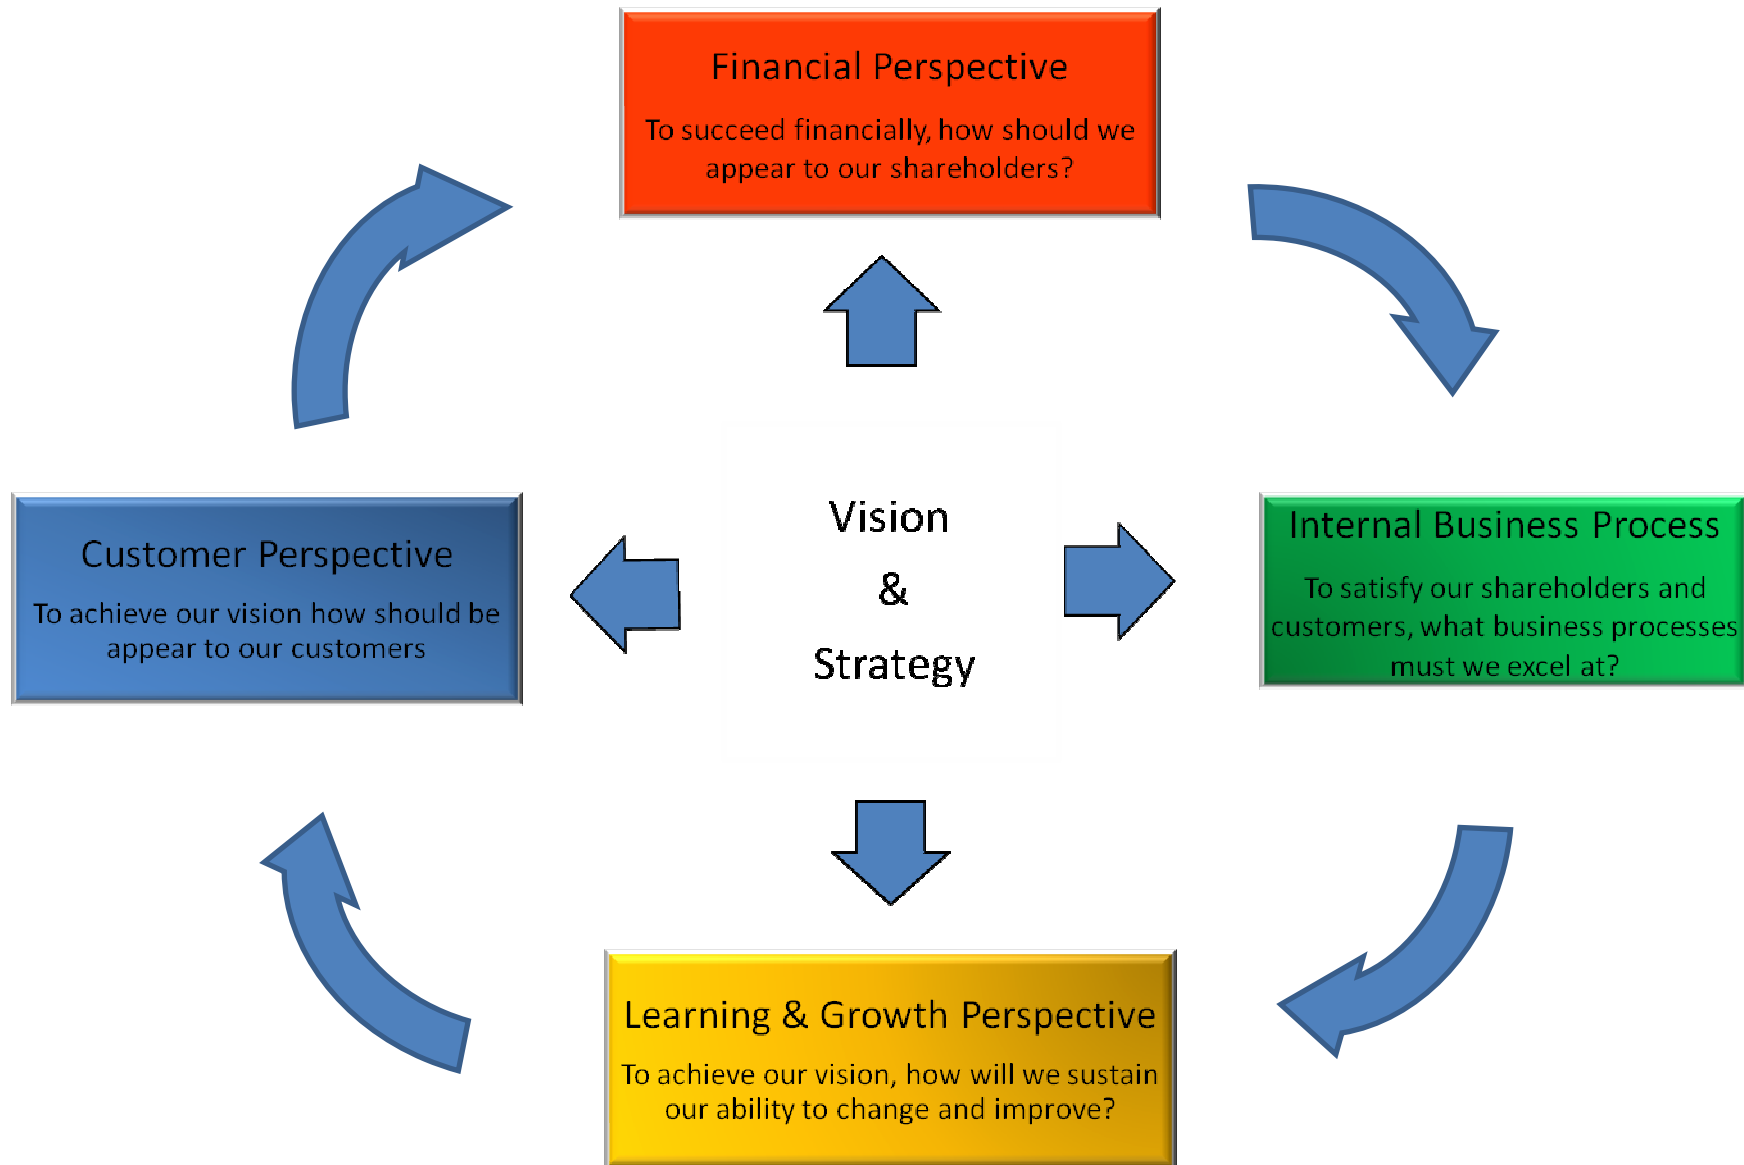 Financial Perspective
To succeed financially, how should we
appear to our shareholders?
Customer Perspective
To achieve our vision how should be
appear to our customers
Vision
&
Strategy
Internal Business Process
To satisfy our shareholders and
customers, what business processes
must we excel at?
Learning & Growth Perspective
To achieve our vision, how will we sustain
our ability to change and improve?